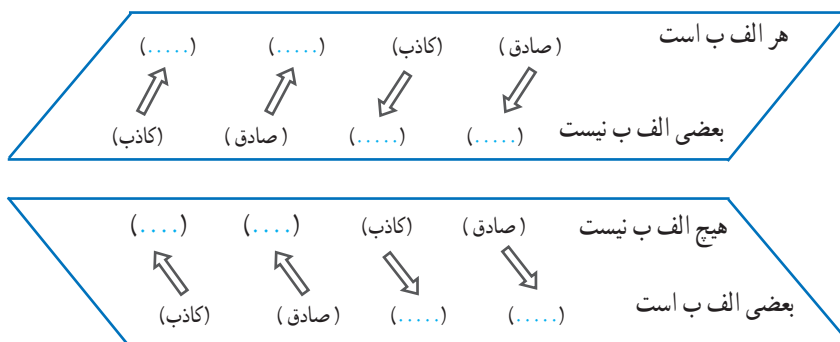 هر الف ب است (صادق) (کاذب) (.....) (.....)
بعضی الف ب نیست (.....) (.....) (صادق) (کاذب)
هیچ الف ب نیست (صادق) (کاذب) (....) (....)
بعضی الف ب است (.....) (.....) (صادق) (کاذب)